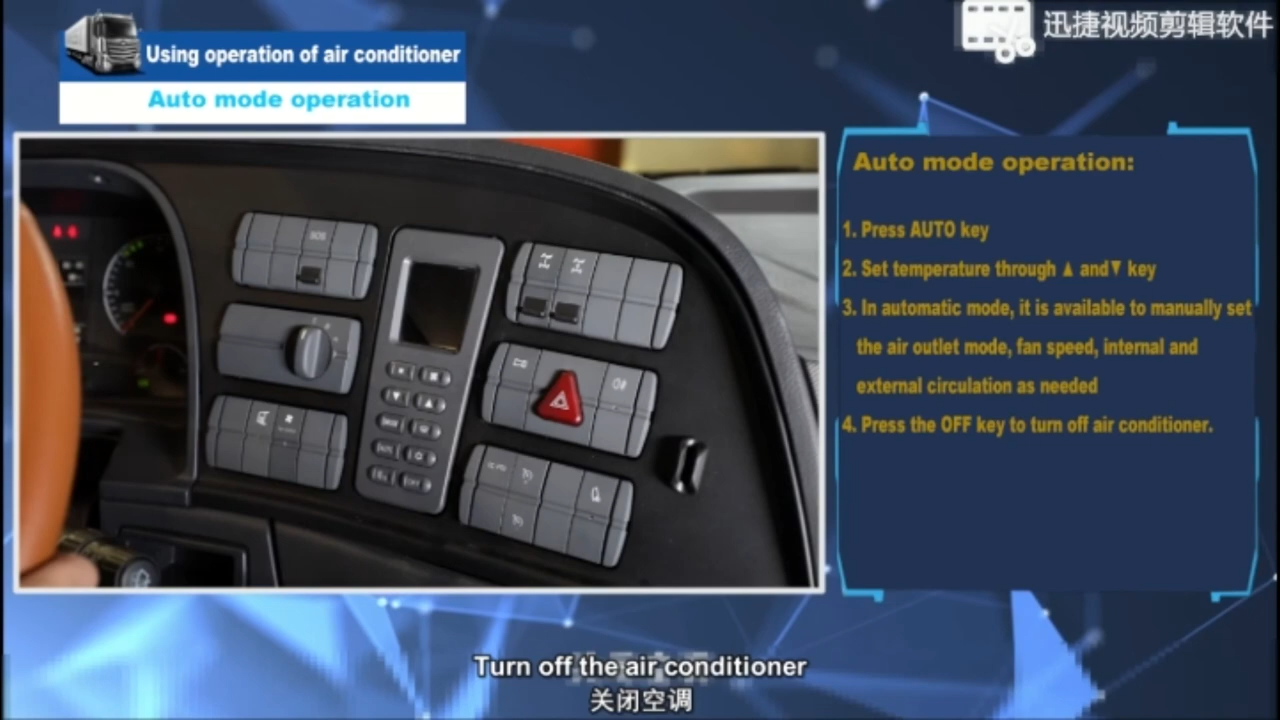 迅捷视频剪辑软件
Using operation of air conditioner
Auto mode operation
Auto mode operation:
1. Press AUTO key
2. Set temperature through ▲ and▼ key
3. In automatic mode, it is available to manually set
the air outlet mode, fan speed, internal and
external circulation as needed
4. Press the OFF key to turn off air conditioner.
SOS
OFF
Turn off the air conditioner
关闭空调